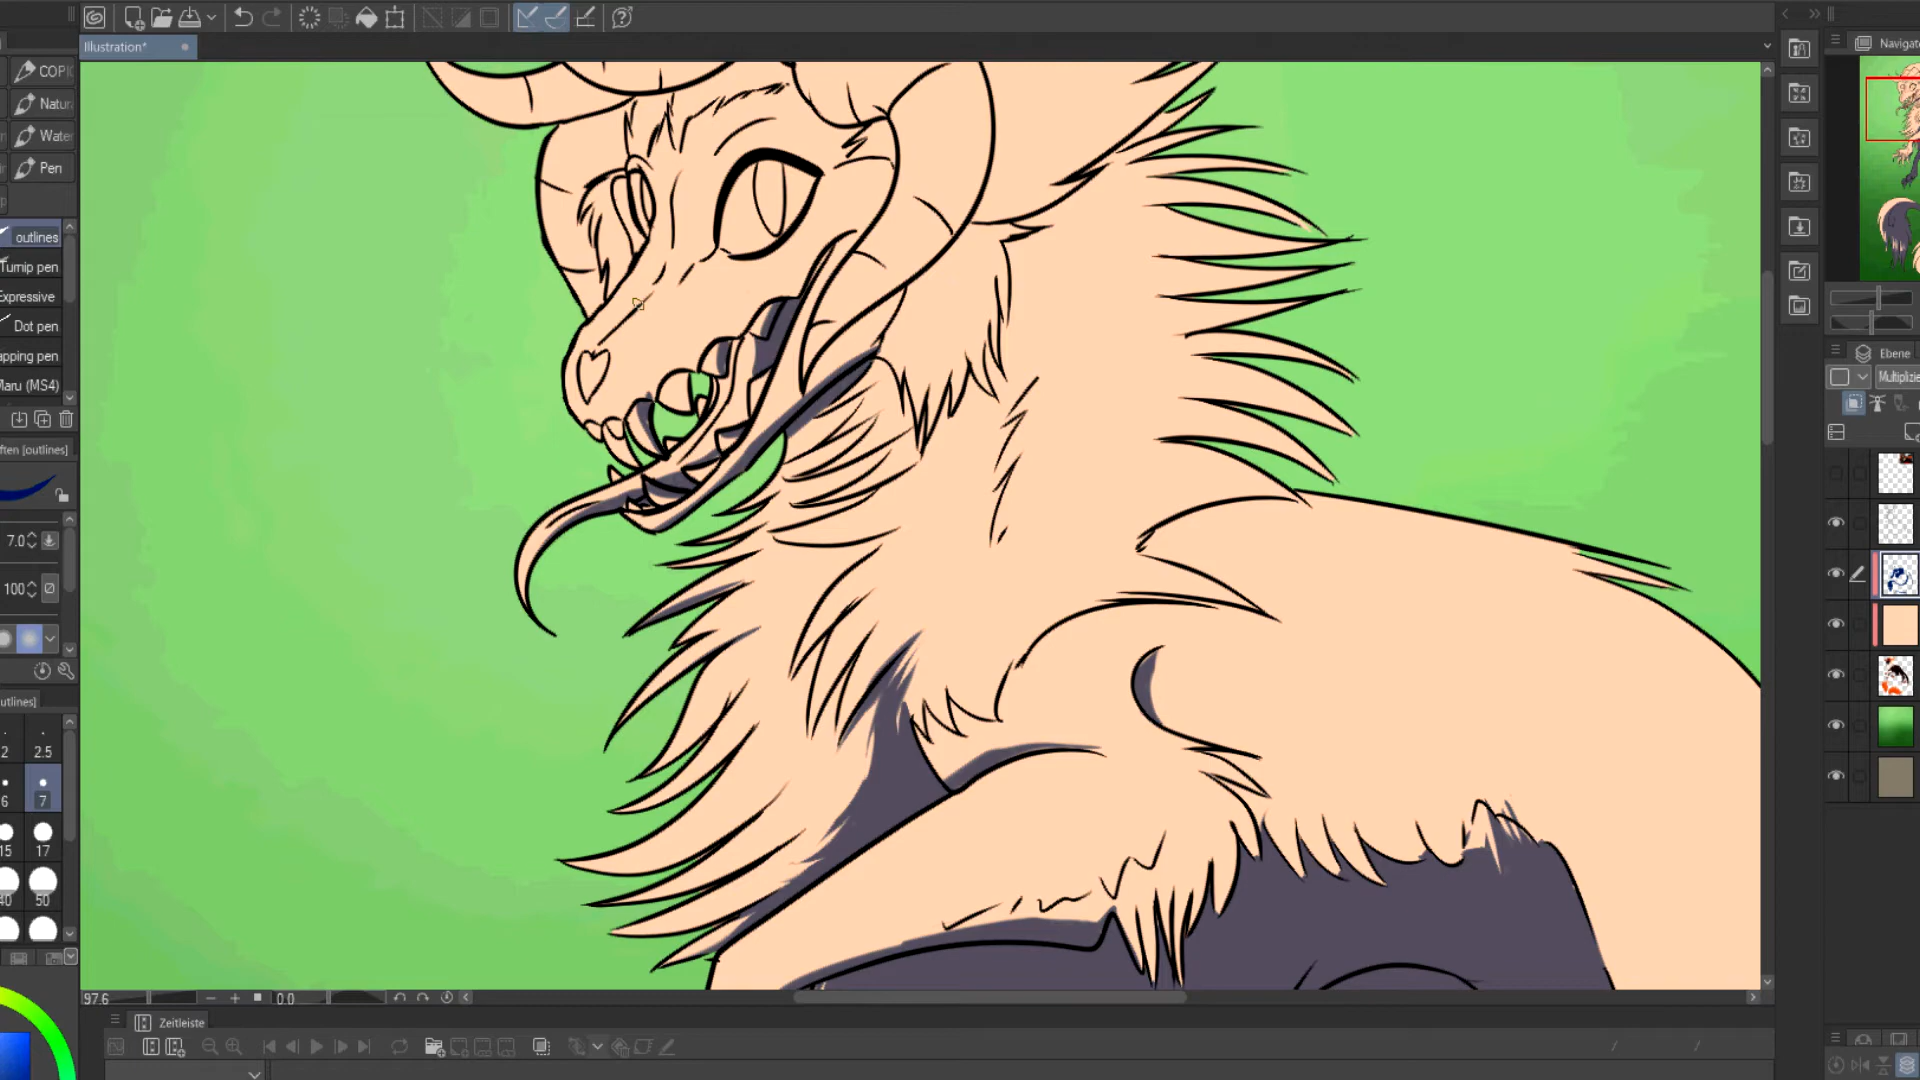 Illustration*
Navigate
COPI
Natur
Water
Pen
outlines
Turnip pen
Expressive
Dot pen
apping pen
Maru (MS4)
ften [outlines]
7.0
100
utlines]
2 2.5
6 7
15 17
40 50
Ebene
Multiplizie
97.6
0.0
Zeitleiste